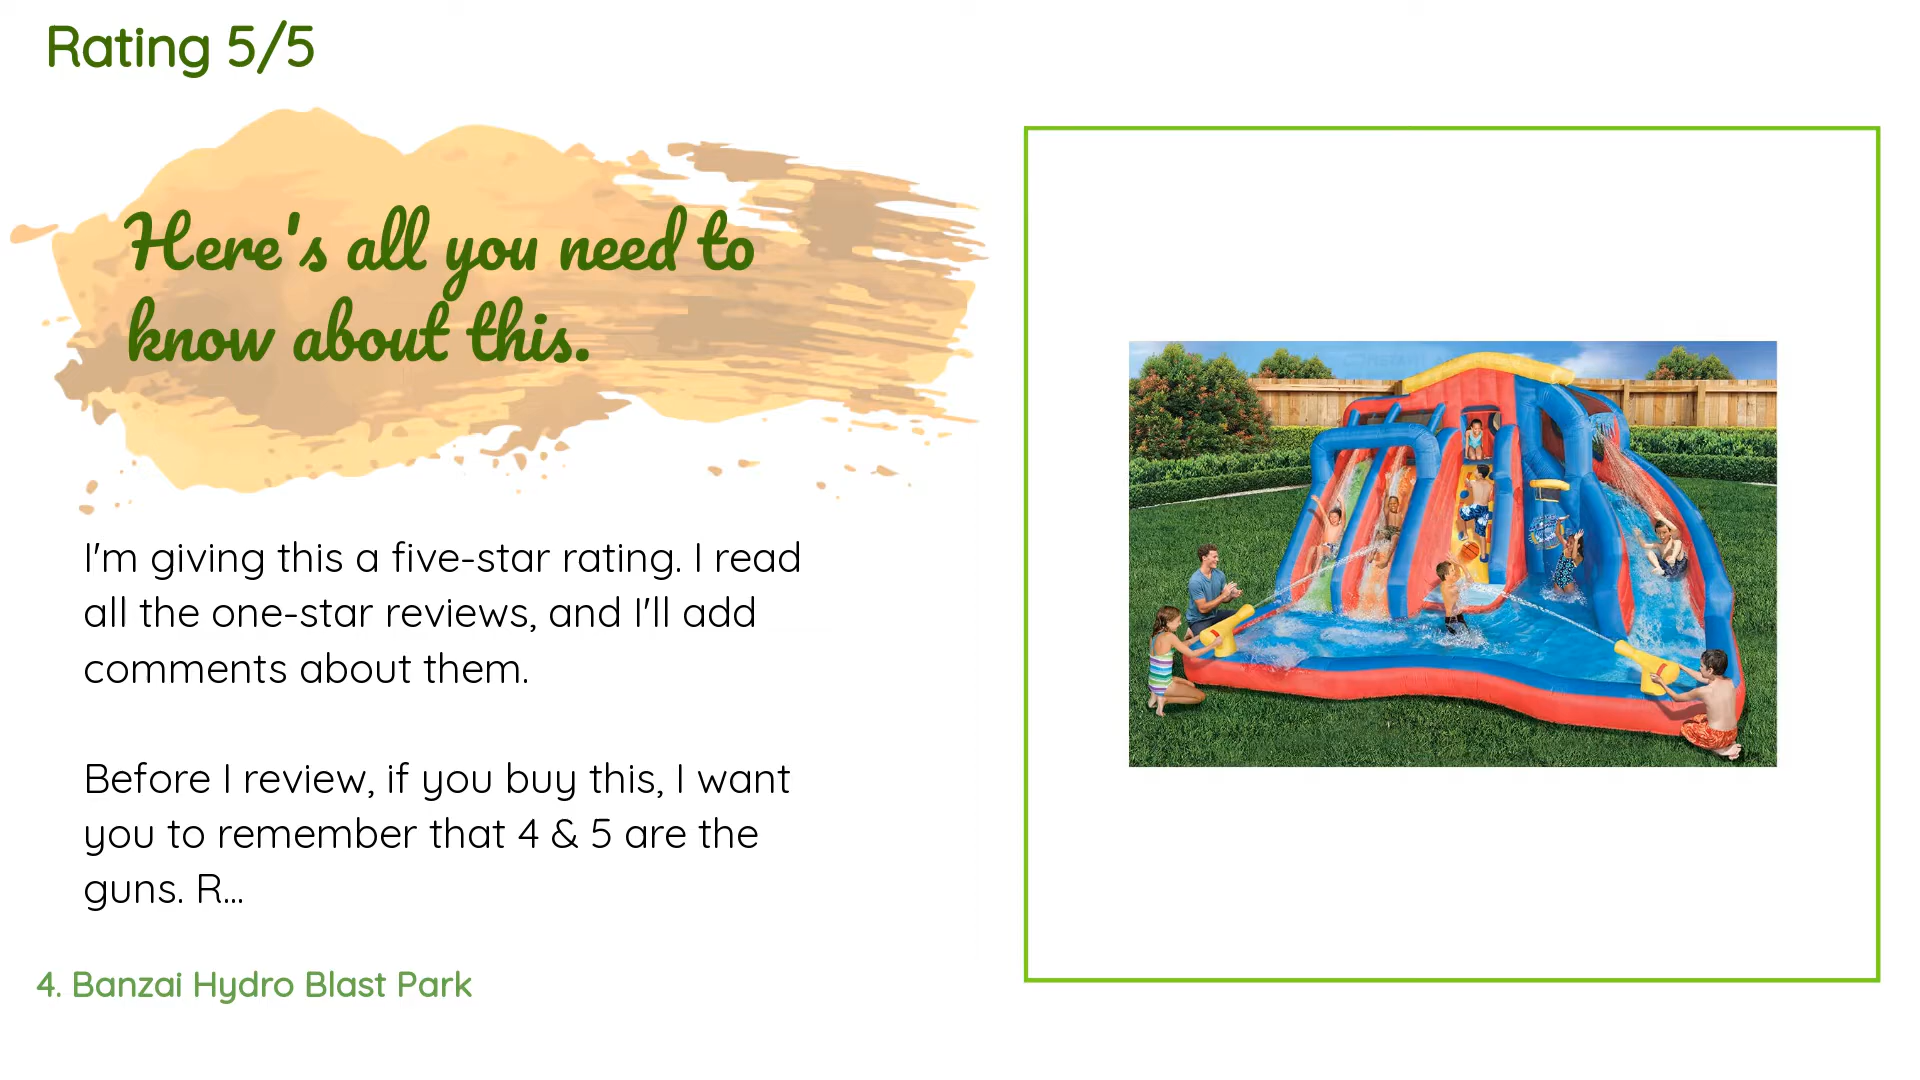 Rating 5/5
Here's all you need to
know about this.
I'm giving this a five-star rating. I read
all the one-star reviews, and I'll add
comments about them.
Before I review, if you buy this, I want
you to remember that 4 & 5 are the
guns. R...
4. Banzai Hydro Blast Park